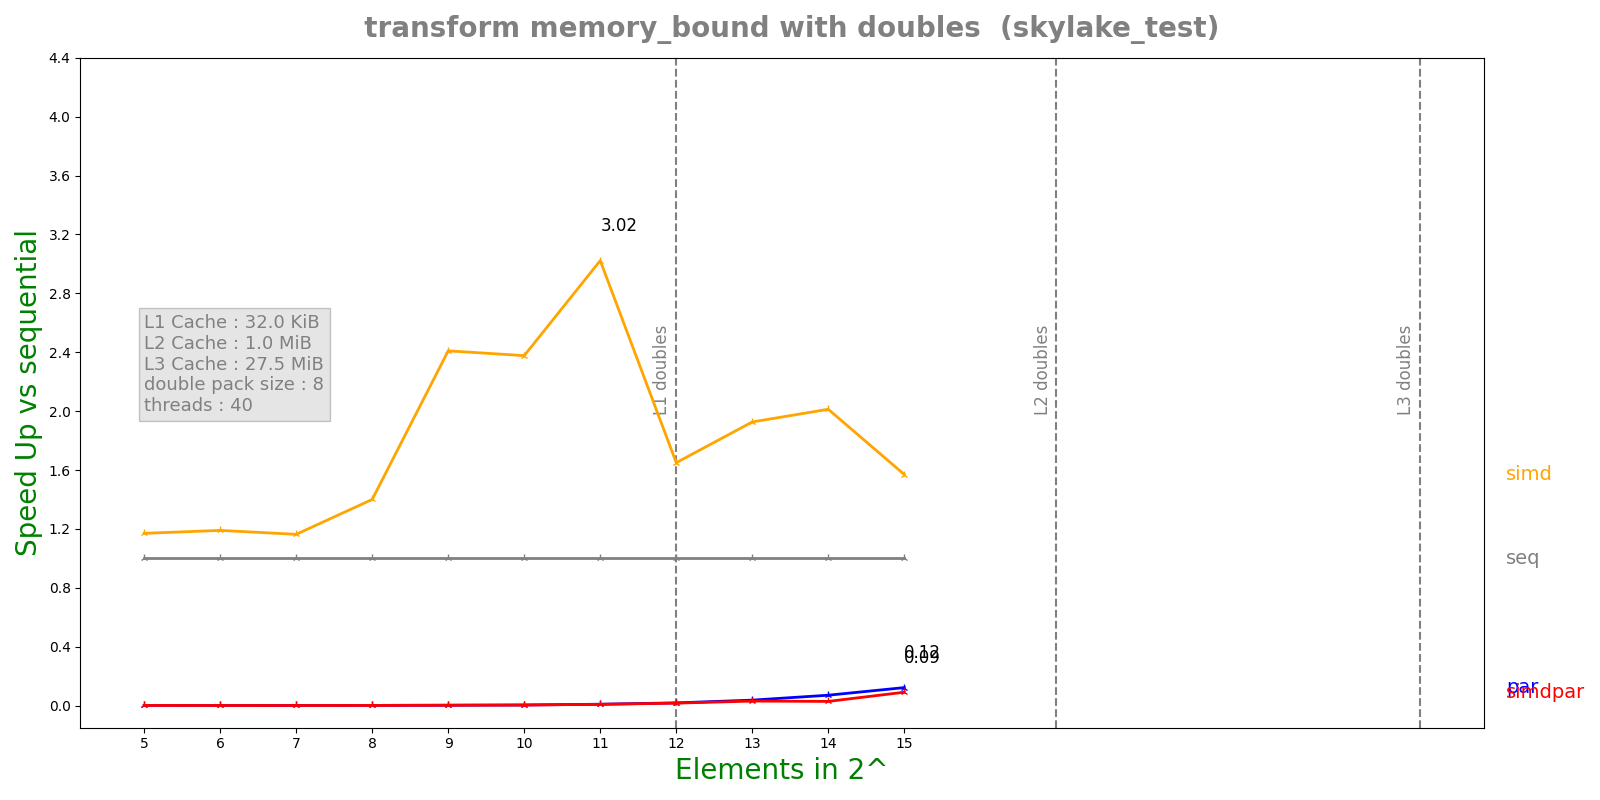 transform memory_bound with doubles  (skylake_test)
4.4
4.0
3.6
3.2
2.8
2.4
2.0
1.6
1.2
0.8
0.4
0.0
Speed Up vs sequential
L1 Cache : 32.0 KiB
L2 Cache : 1.0 MiB
L3 Cache : 27.5 MiB
double pack size : 8
threads : 40
3.02
L1 doubles
L2 doubles
L3 doubles
0.12
0.09
simd
seq
par
simdpar
5 6 7 8 9 10 11 12 13 14 15
Elements in 2^